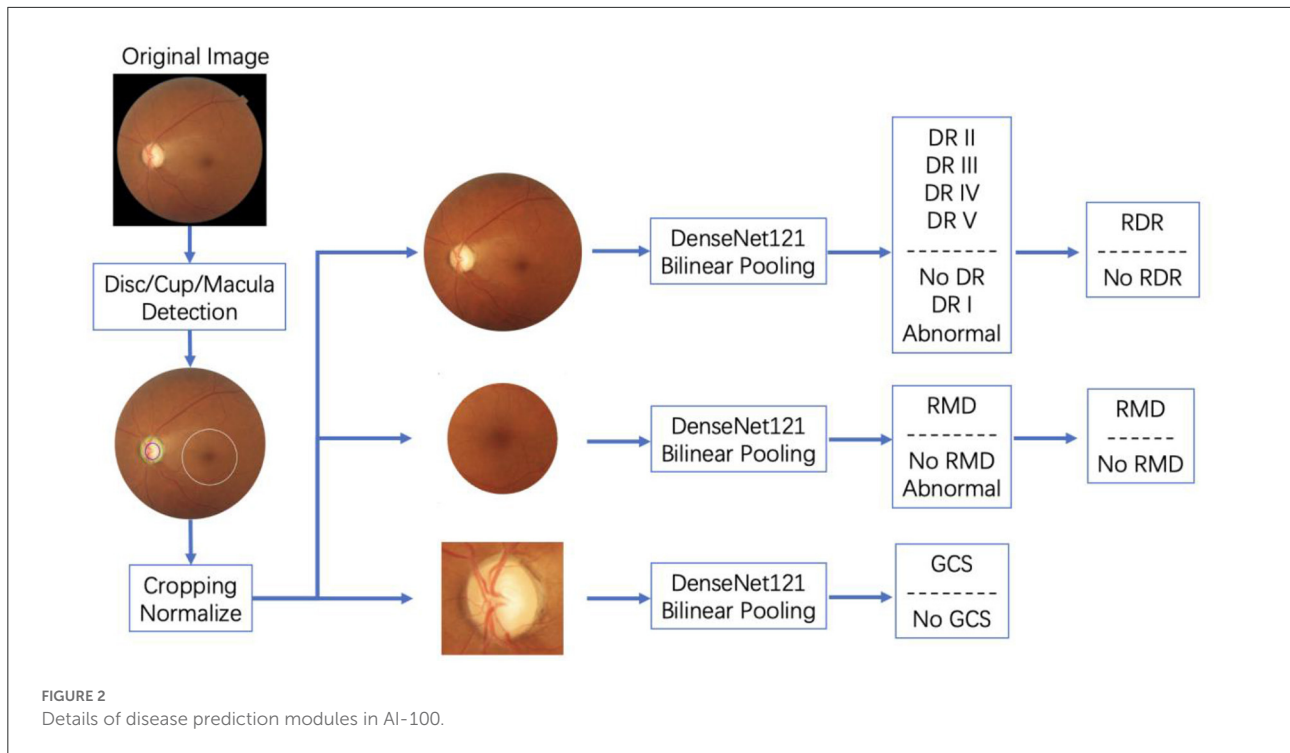 Original Image
Disc/Cup/Macula
Detection
Cropping
Normalize
DenseNet121
Bilinear Pooling
DR II
DR III
DR IV
DR V
No DR
DR I
Abnormal
RDR
No RDR
DenseNet121
Bilinear Pooling
RMD
No RMD
Abnormal
RMD
No RMD
DenseNet121
Bilinear Pooling
GCS
No GCS
FIGURE 2
Details of disease prediction modules in AI-100.